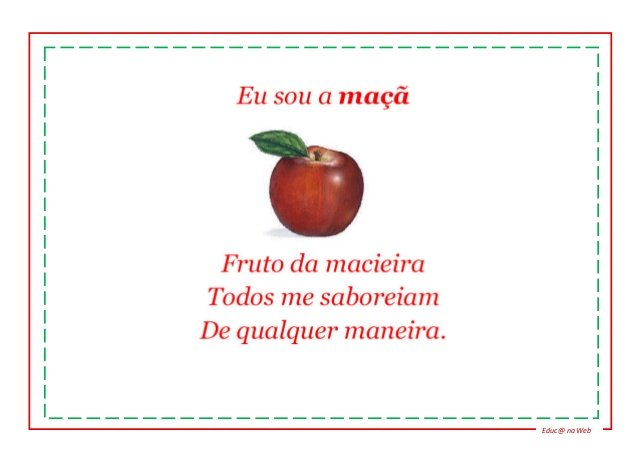 Eu sou a maçã
Fruto da macieira
Todos me saboreiam
De qualquer maneira.
Educ@ na Web